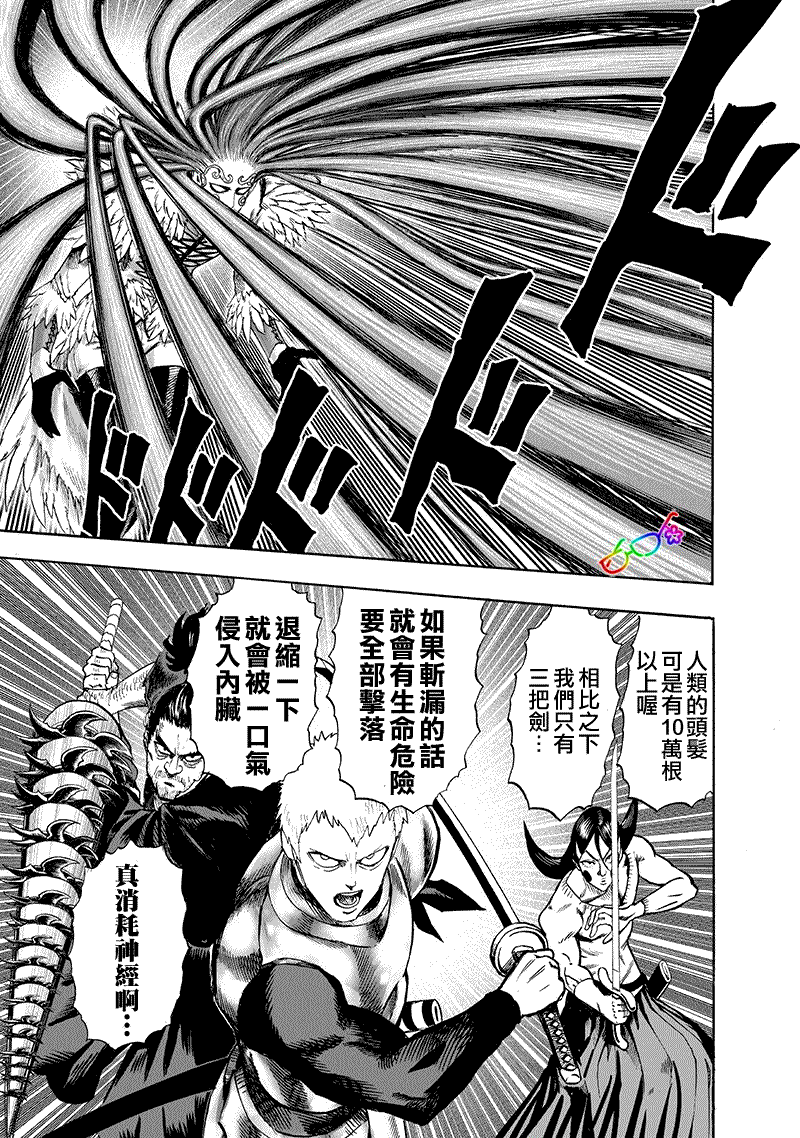 ド
ド
ド
ド
ド
人類的頭髮
可是有10萬根
以上喔
相比之下
我們只有
三把劍…
如果斬漏的話
就會有生命危險
要全部擊落
退縮一下
就會被一口氣
侵入內臟
真消耗神經啊…